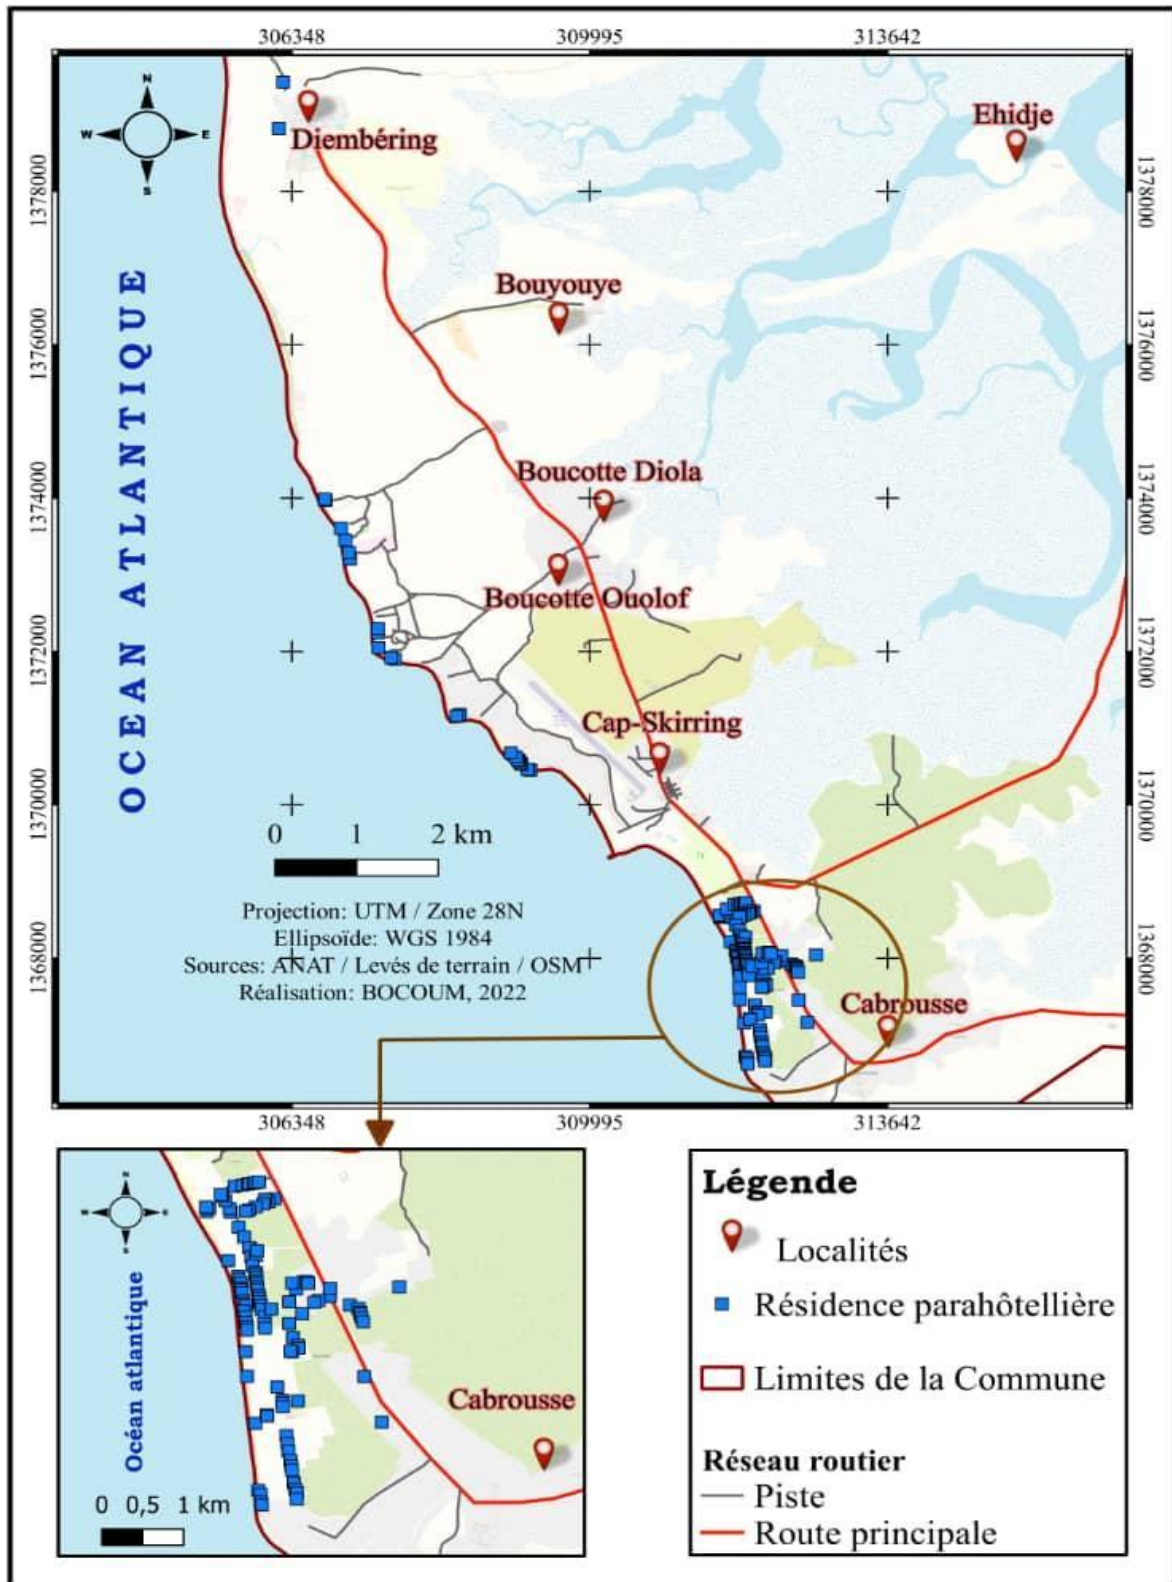 306348 309995 313642
N
W E
S
Diembéring
Ehidje
1378000 1378000
Bouyouye
1376000 1376000
OCEAN ATLANTIQUE
Boucotte Diola
1374000 1374000
Boucotte Ouolof
1372000 1372000
Cap-Skirring
1370000 1370000
0 1 2 km
Projection: UTM / Zone 28N
Ellipsoïde: WGS 1984
Sources: ANAT / Levés de terrain / OSM
Réalisation: BOCOUM, 2022
1368000 1368000
Cabrousse
306348 309995 313642
N
W E
S
Océan atlantique
Cabrousse
0 0,5 1 km
Légende
Localités
Résidence parahôtellière
Limites de la Commune
Réseau routier
Piste
Route principale